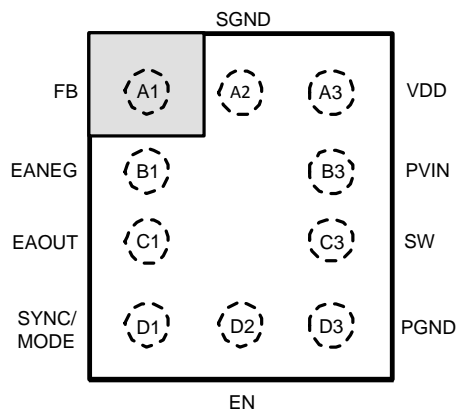 SGND
FB A1 A2 A3 VDD
EANEG B1 B3 PVIN
EAOUT C1 C3 SW
SYNC/
MODE D1 D2 D3 PGND
EN